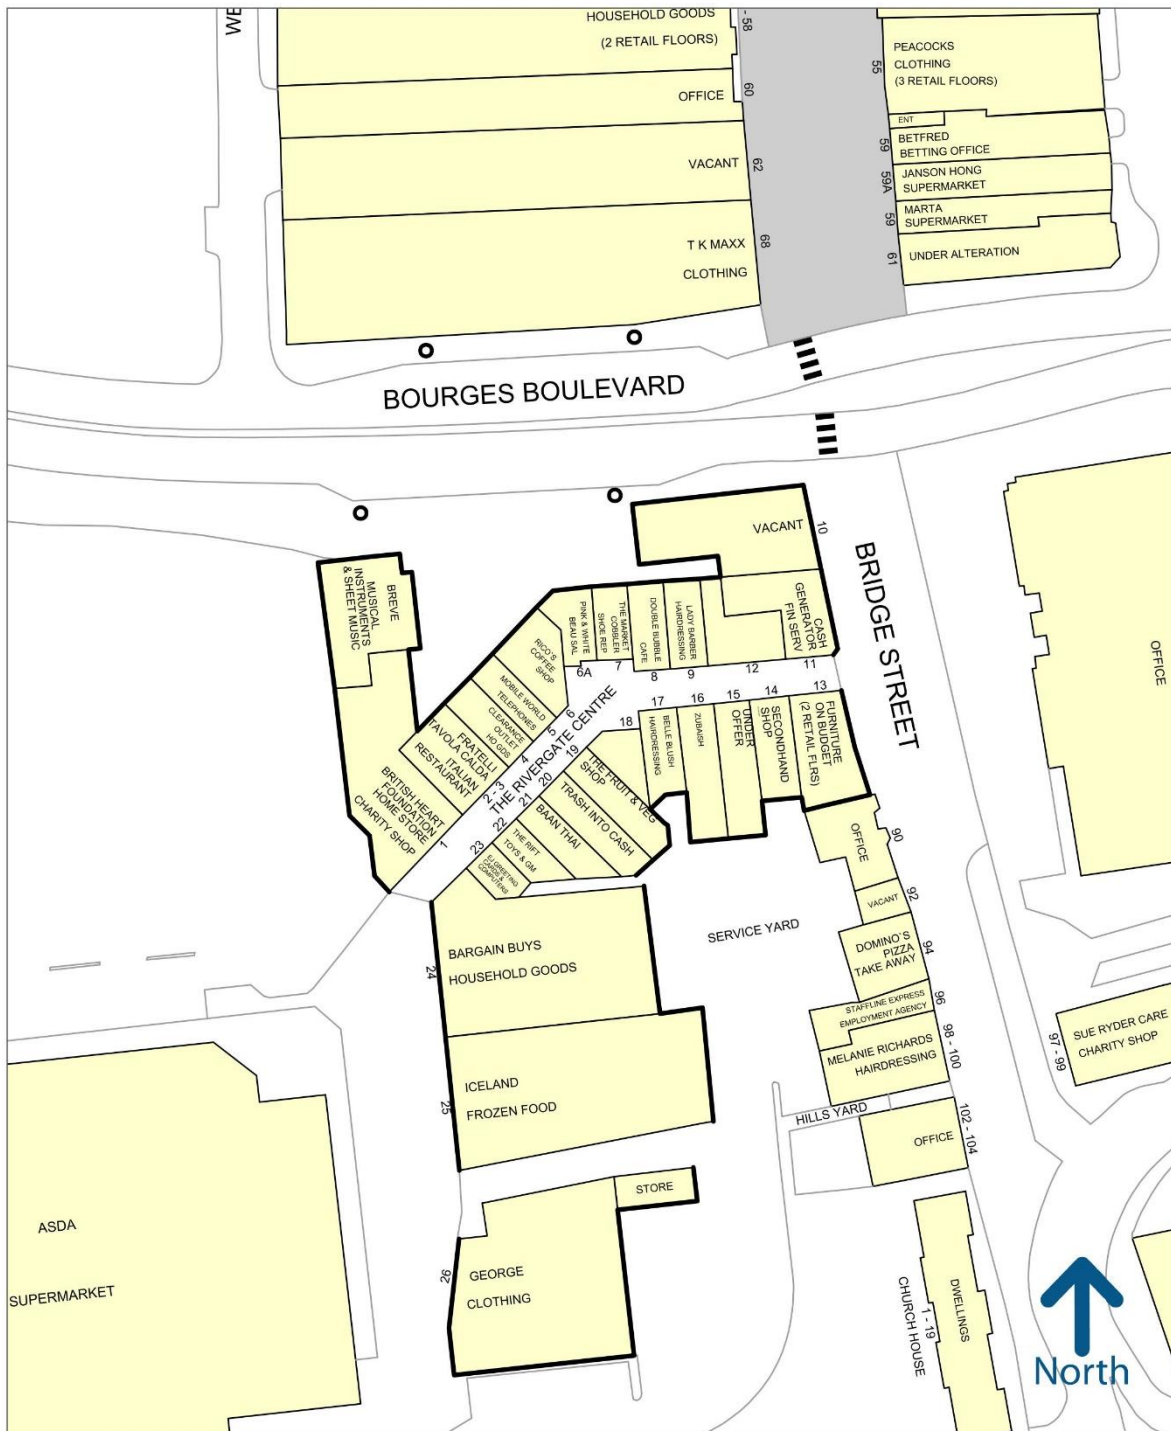 WE
HOUSEHOLD GOODS
(2 RETAIL FLOORS)
- 58
OFFICE
60
VACANT
62
T K MAXX
CLOTHING
68
PEACOCKS
CLOTHING
(3 RETAIL FLOORS)
55
ENT
BETFRED
BETTING OFFICE
59
JANSON HONG
SUPERMARKET
59A
MARTA
SUPERMARKET
59
UNDER ALTERATION
61
BOURGES BOULEVARD
BRIDGE STREET
VACANT
10
OFFICE
BREVE
MUSICAL
INSTRUMENTS
& SHEET MUSIC
CASH
GENERATOR
FIN SERV
11
12
LADY BARBER
HAIRDRESSING
9
DOUBLE BUBBLE
CAFE
8
THE MARKET
COBBLER
SHOE REP
7
PINK & WHITE
BEAU SAL
6A
RICO'S
COFFEE
SHOP
6
MOBILE WORLD
TELEPHONES
5
CLEARANCE
OUTLET
HO GDS
4
FRATELLI
TAVOLA CALDA
ITALIAN
RESTAURANT
2 - 3
BRITISH HEART
FOUNDATION
HOME STORE
CHARITY SHOP
1
THE RIVERGATE CENTRE
FURNITURE
ON BUDGET
(2 RETAIL FLRS)
13
SECONDHAND
SHOP
14
UNDER
OFFER
15
ZUBAISH
16
BELLE BLUSH
HAIRDRESSING
17
18
THE FRUIT & VEG
SHOP
19
TRASH INTO CASH
20
BAAN THAI
21
THE RIFT
TOYS & GM
22
EJ GREETING
CARDS &
COMPUTERS
23
BARGAIN BUYS
HOUSEHOLD GOODS
24
ICELAND
FROZEN FOOD
25
STORE
GEORGE
CLOTHING
26
SERVICE YARD
OFFICE
90
VACANT
92
DOMINO'S
PIZZA
TAKE AWAY
94
STAFFLINE EXPRESS
EMPLOYMENT AGENCY
96
MELANIE RICHARDS
HAIRDRESSING
98 - 100
HILLS YARD
OFFICE
102 - 104
SUE RYDER CARE
CHARITY SHOP
97 - 99
DWELLINGS
1 - 19
CHURCH HOUSE
ASDA
SUPERMARKET
North